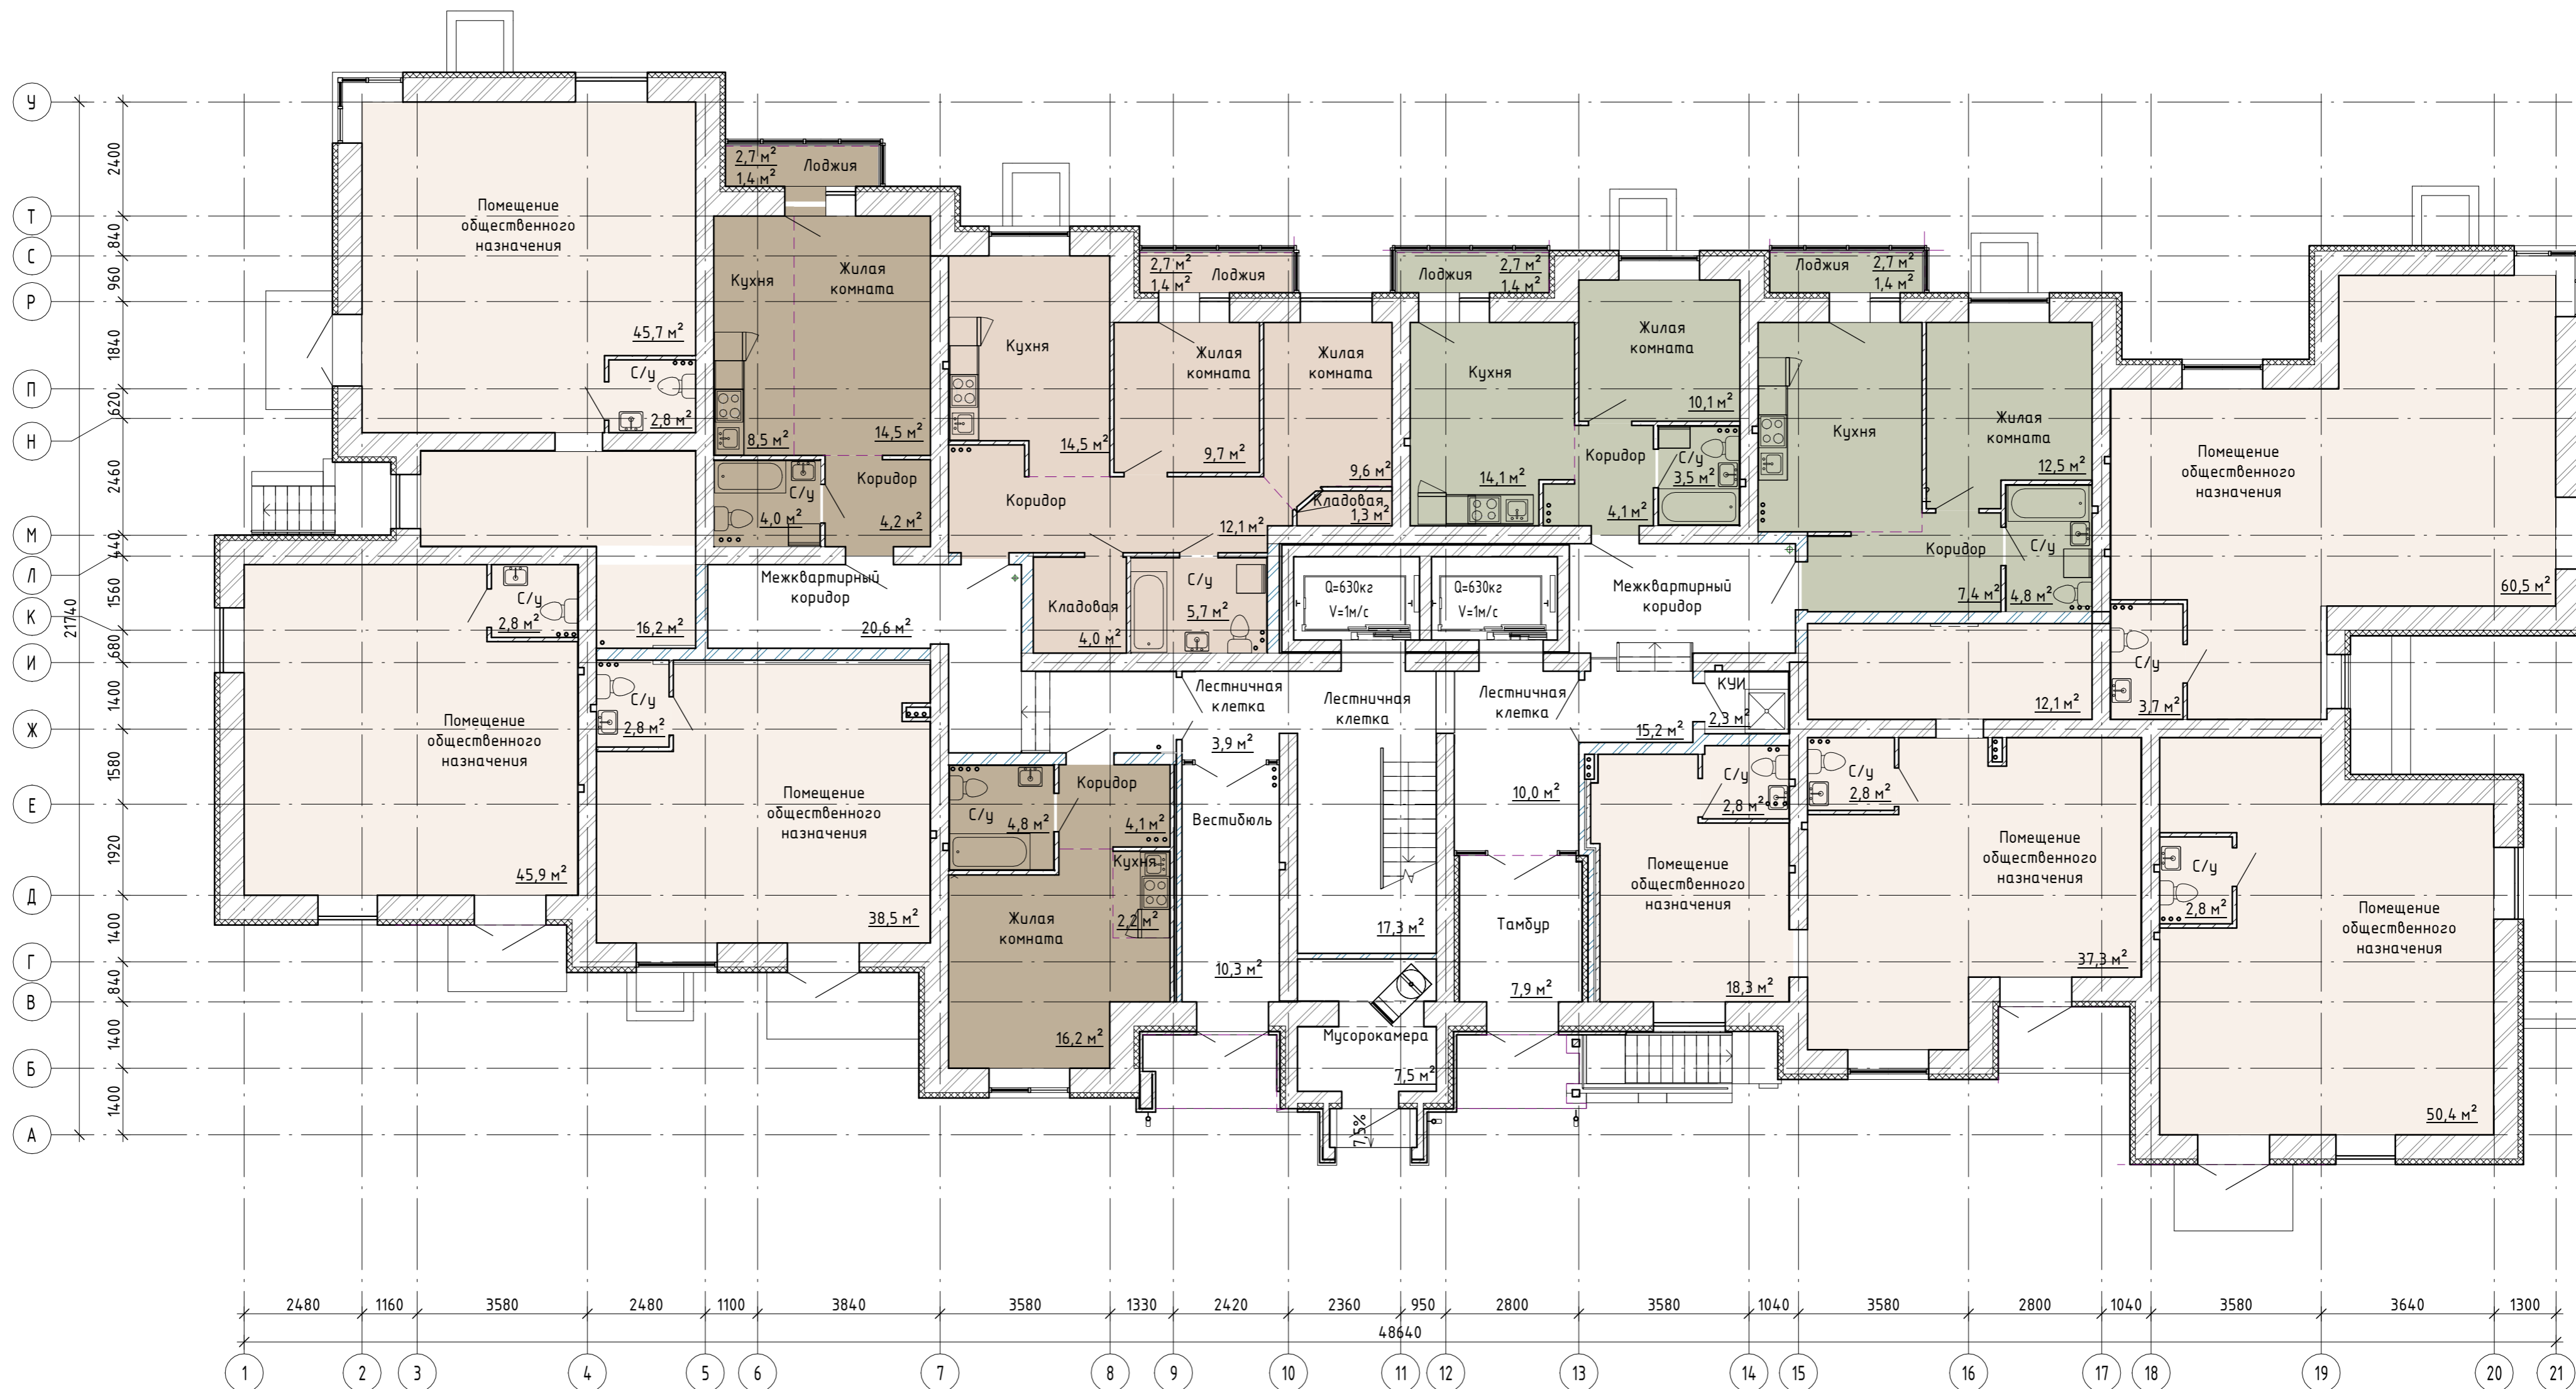 У
2400
Т
840
С
960
Р
1840
П
620
Н
2460
М
440
Л
1560
К
680
И
1400
Ж
1580
Е
1920
Д
1400
Г
840
В
1400
Б
1400
А
21740
Помещение
общественного
назначения
45,7 м²
С/у
2,8 м²
16,2 м²
2,7 м²
1,4 м²
Лоджия
Кухня
Жилая
комната
8,5 м²
14,5 м²
С/у
4,0 м²
Коридор
4,2 м²
Кухня
14,5 м²
2,7 м²
1,4 м²
Лоджия
Жилая
комната
9,7 м²
Жилая
комната
9,6 м²
Коридор
12,1 м²
Кладовая
1,3 м²
Кладовая
4,0 м²
С/у
5,7 м²
Лоджия
2,7 м²
1,4 м²
Кухня
14,1 м²
Жилая
комната
10,1 м²
Коридор
4,1 м²
С/у
3,5 м²
Лоджия
2,7 м²
1,4 м²
Кухня
Жилая
комната
12,5 м²
Коридор
7,4 м²
С/у
4,8 м²
Помещение
общественного
назначения
60,5 м²
С/у
3,7 м²
12,1 м²
Межквартирный
коридор
20,6 м²
Q=630кг
V=1м/с
Q=630кг
V=1м/с
Межквартирный
коридор
С/у
2,8 м²
Помещение
общественного
назначения
45,9 м²
С/у
2,8 м²
Помещение
общественного
назначения
38,5 м²
Лестничная
клетка
3,9 м²
Лестничная
клетка
17,3 м²
Лестничная
клетка
10,0 м²
КУИ
2,3 м²
15,2 м²
С/у
4,8 м²
Коридор
4,1 м²
Кухня
2,2 м²
Жилая
комната
16,2 м²
Вестибюль
10,3 м²
Тамбур
7,9 м²
Мусорокамера
7,5 м²
7,5%
С/у
2,8 м²
Помещение
общественного
назначения
18,3 м²
С/у
2,8 м²
Помещение
общественного
назначения
37,3 м²
С/у
2,8 м²
Помещение
общественного
назначения
50,4 м²
2480 1160 3580 2480 1100 3840 3580 1330 2420 2360 950 2800 3580 1040 3580 2800 1040 3580 3640 1300
48640
1 2 3 4 5 6 7 8 9 10 11 12 13 14 15 16 17 18 19 20 21